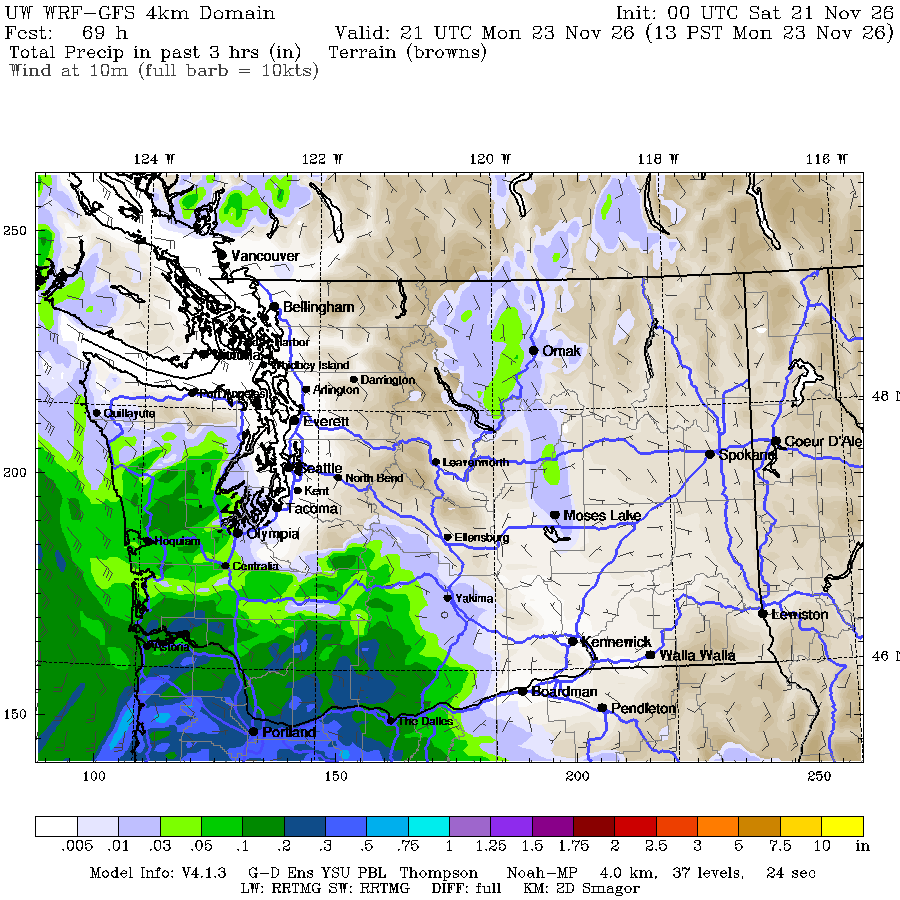 UW WRF-GFS 4km Domain Init: 00 UTC Sat 21 Nov 26
Fcst: 69 h Valid: 21 UTC Mon 23 Nov 26 (13 PST Mon 23 Nov 26)
Total Precip in past 3 hrs (in) Terrain (browns)
Wind at 10m (full barb = 10kts)
124 W 122 W 120 W 118 W 116 W
250
Vancouver
Bellingham
Harbor
Omak
Whidbey Island
Darrington
Arlington
Port Angeles
48 N
Quillayute
Everett
Coeur D'Ale
Spokane
Leavenworth
200
Seattle
North Bend
Kent
Tacoma
Moses Lake
Olympia
Hoquiam
Ellensburg
Centralia
Yakima
Lewiston
Kennewick
Astoria
Walla Walla
46 N
Boardman
Pendleton
150
The Dalles
Portland
100 150 200 250
.005 .01 .03 .05 .1 .2 .3 .5 .75 1 1.25 1.5 1.75 2 2.5 3 5 7.5 10 in
Model Info: V4.1.3 G-D Ens YSU PBL Thompson Noah-MP 4.0 km, 37 levels, 24 sec
LW: RRTMG SW: RRTMG DIFF: full KM: 2D Smagor